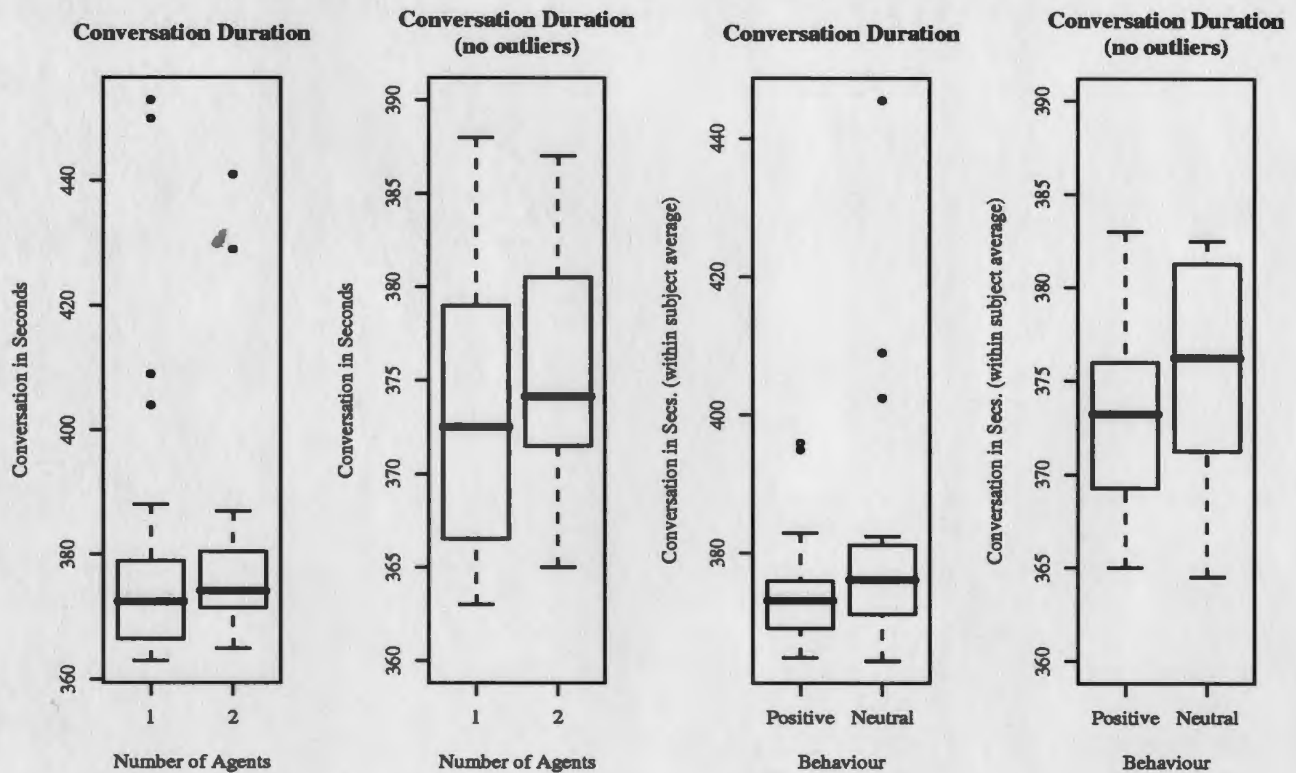 Conversation Duration
440
420
400
380
360
Conversation in Seconds
1 2
Number of Agents
Conversation Duration
(no outliers)
390
385
380
375
370
365
360
Conversation in Seconds
1 2
Number of Agents
Conversation Duration
440
420
400
380
Conversation in Secs. (within subject average)
Positive Neutral
Behaviour
Conversation Duration
(no outliers)
390
385
380
375
370
365
360
Conversation in Secs. (within subject average)
Positive Neutral
Behaviour